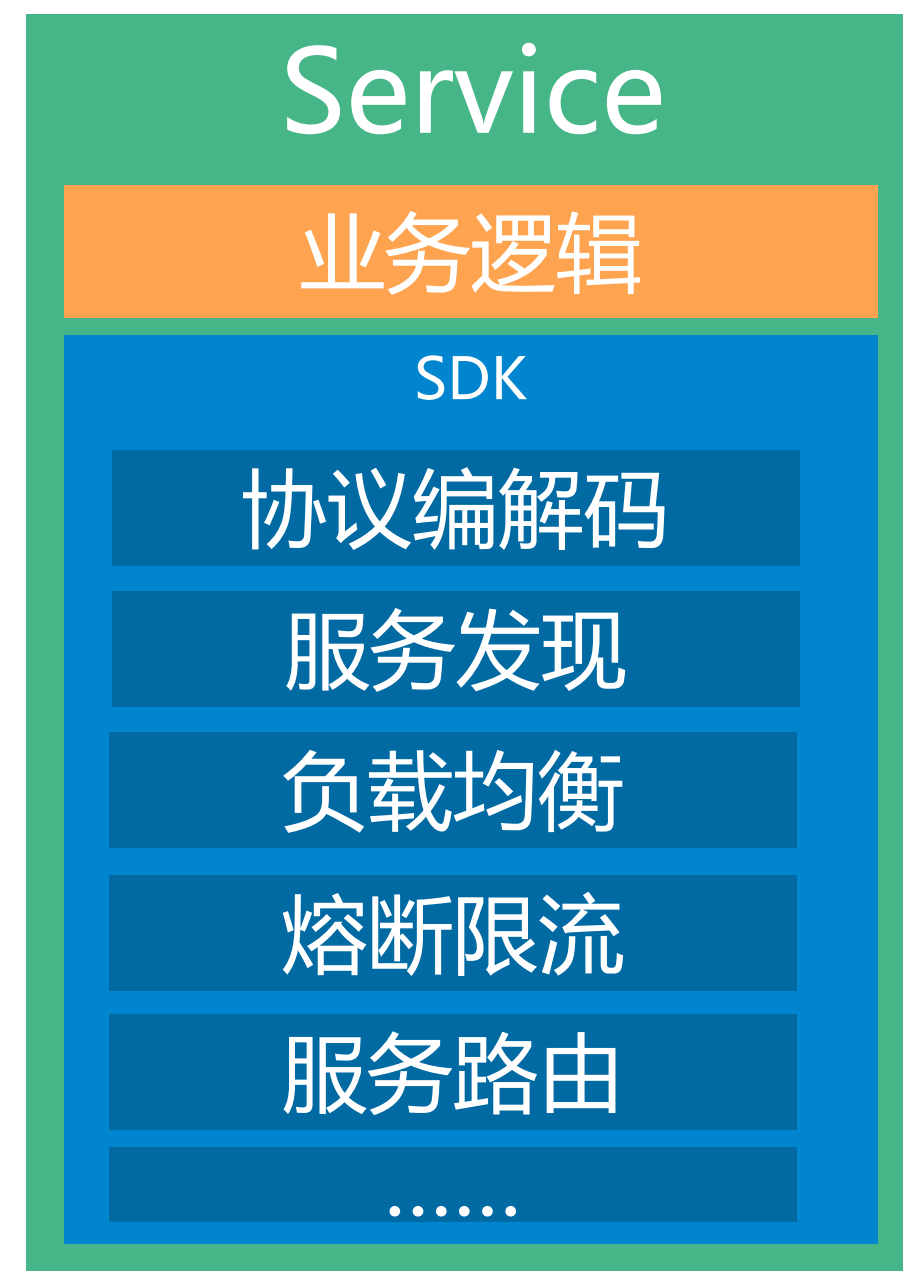 Service
业务逻辑
SDK
协议编解码
服务发现
负载均衡
熔断限流
服务路由
......